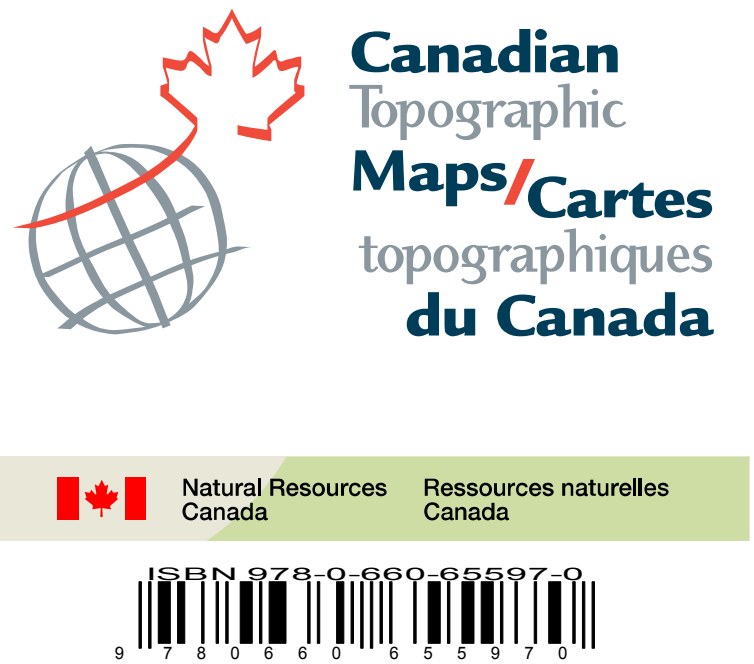 Canadian
Topographic
Maps/Cartes
topographiques
du Canada
Natural Resources
Canada
Ressources naturelles
Canada
ISBN 978-0-660-65597-0
9 780660 655970